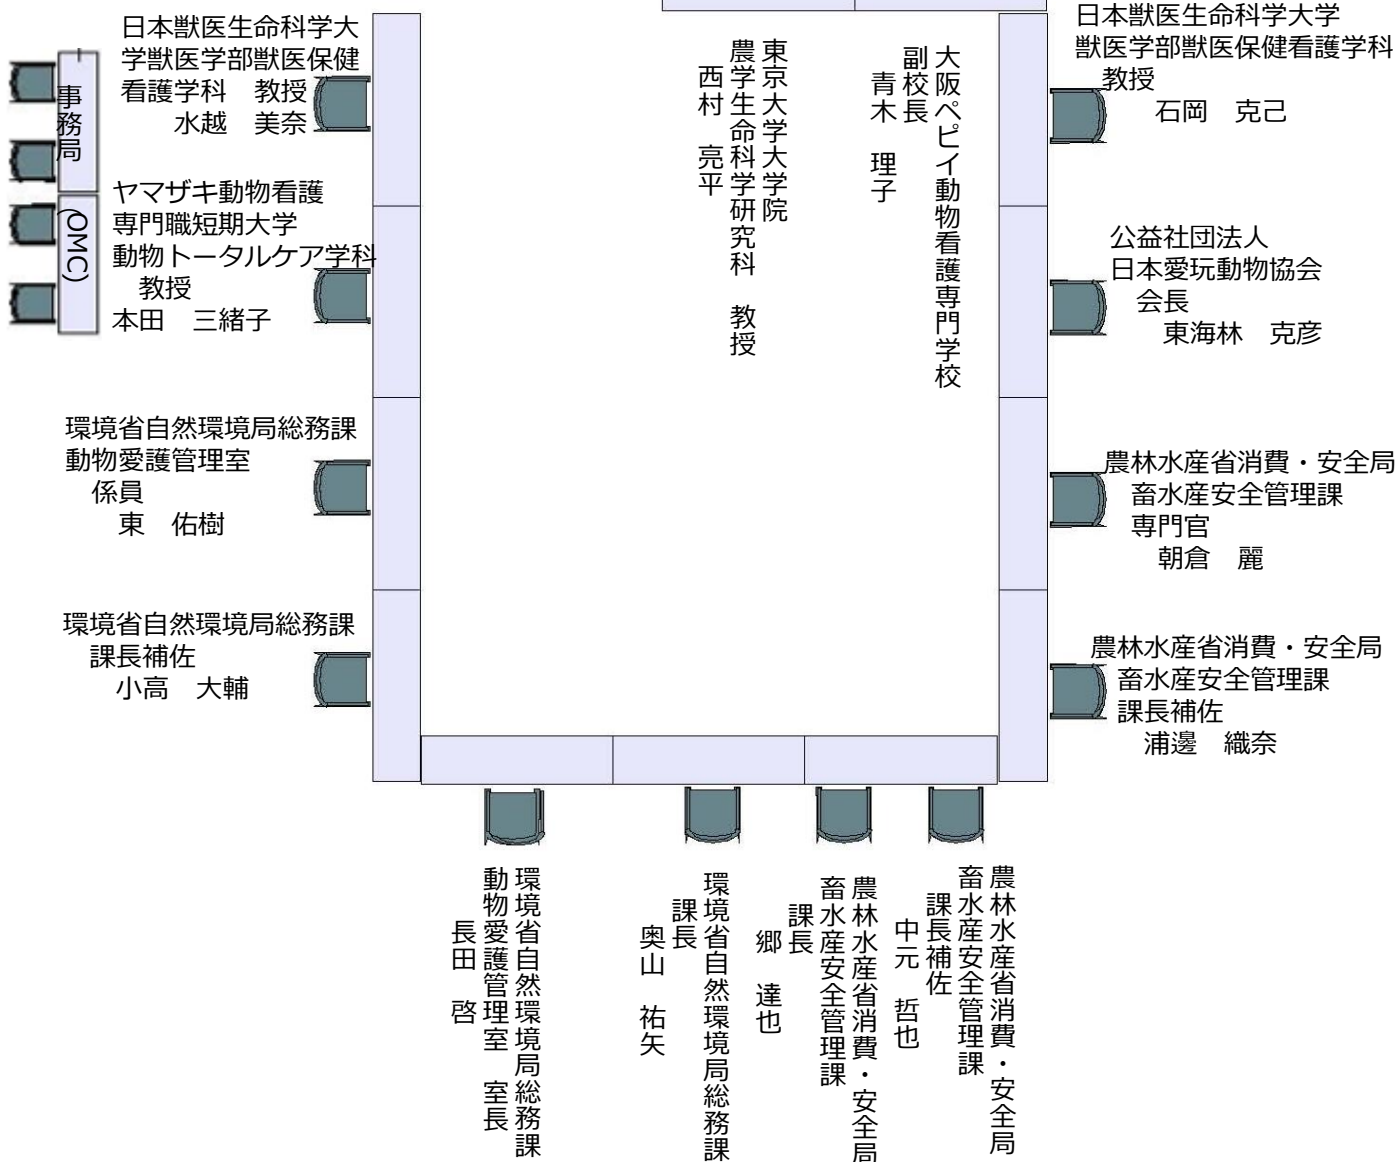 日本獣医生命科学大
学獣医学部獣医保健
看護学科　教授
水越　美奈
事務局
(OMC)
ヤマザキ動物看護
専門職短期大学
動物トータルケア学科
教授
本田　三緒子
環境省自然環境局総務課
動物愛護管理室
係員
東　佑樹
環境省自然環境局総務課
課長補佐
小高　大輔
東京大学大学院
農学生命科学研究科　教授
西村　亮平
大阪ペピイ動物看護専門学校
副校長
青木　理子
日本獣医生命科学大学
獣医学部獣医保健看護学科
教授
石岡　克己
公益社団法人
日本愛玩動物協会
会長
東海林　克彦
農林水産省消費・安全局
畜水産安全管理課
専門官
朝倉　麗
農林水産省消費・安全局
畜水産安全管理課
課長補佐
浦邊　織奈
環境省自然環境局総務課
動物愛護管理室　室長
長田　啓
環境省自然環境局総務課
課長
奥山　祐矢
農林水産省消費・安全局
畜水産安全管理課
課長
郷　達也
農林水産省消費・安全局
畜水産安全管理課
課長補佐
中元　哲也